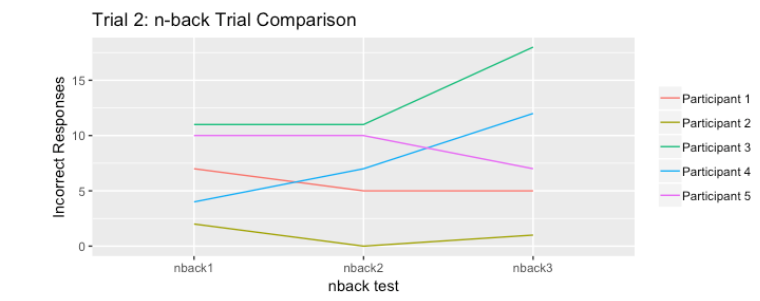 Trial 2: n-back Trial Comparison
Incorrect Responses
15
10
5
0
nback1 nback2 nback3
nback test
Participant 1
Participant 2
Participant 3
Participant 4
Participant 5